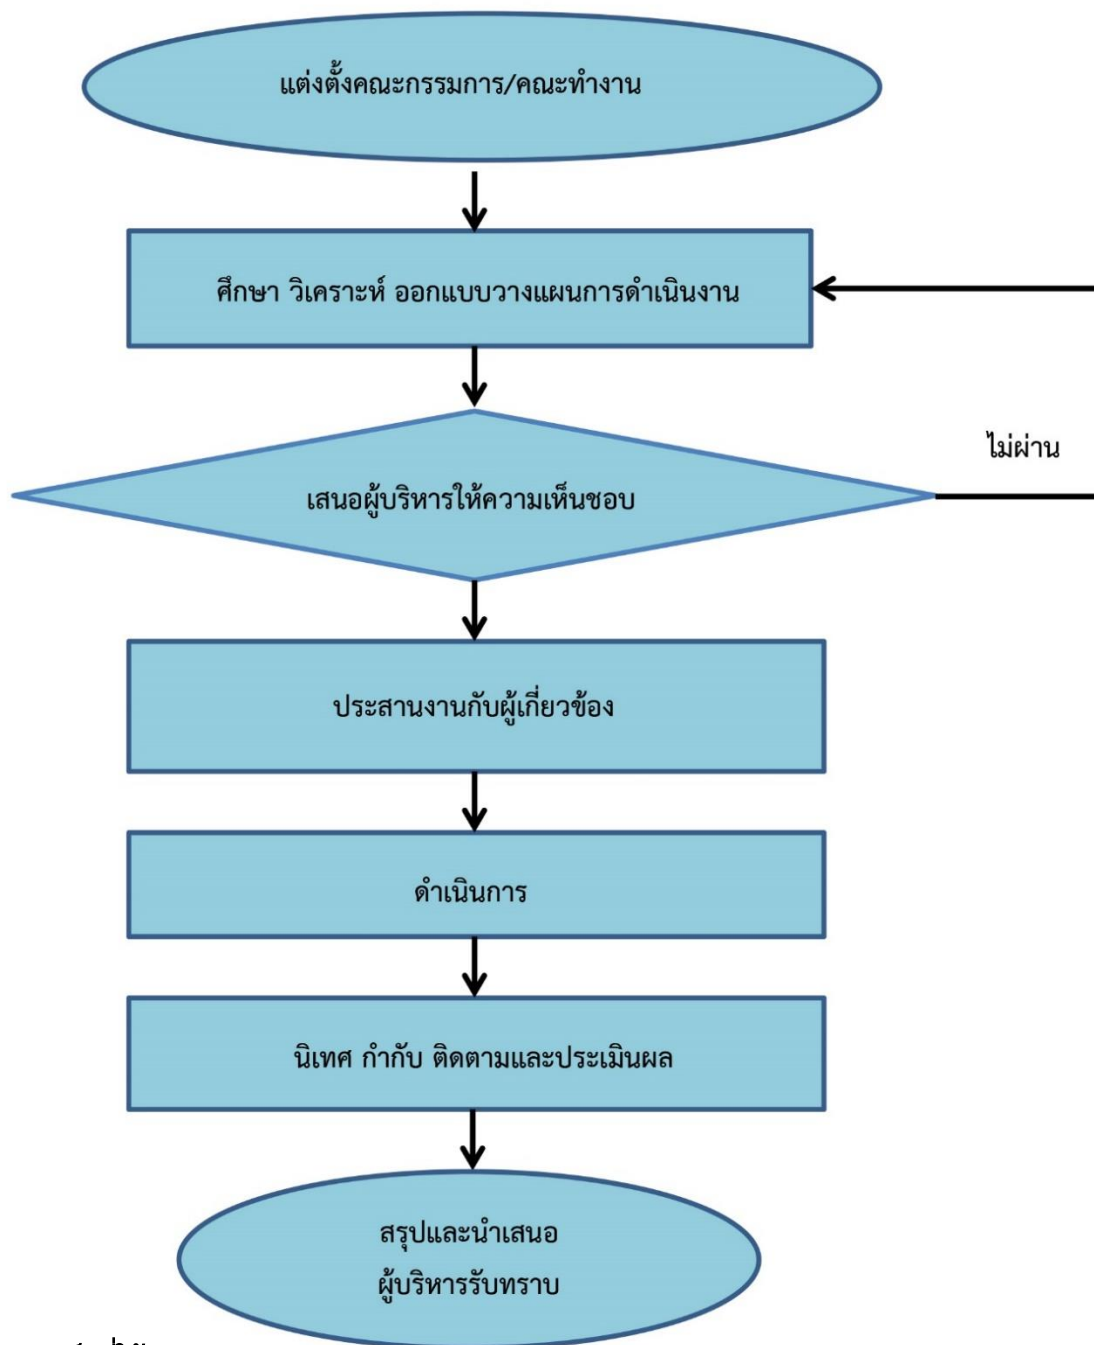 แต่งตั้งคณะกรรมการ/คณะทำงาน
ศึกษา วิเคราะห์ ออกแบบวางแผนการดำเนินงาน
ไม่ผ่าน
เสนอผู้บริหารให้ความเห็นชอบ
ประสานงานกับผู้เกี่ยวข้อง
ดำเนินการ
นิเทศ กำกับ ติดตามและประเมินผล
สรุปและนำเสนอ
ผู้บริหารรับทราบ